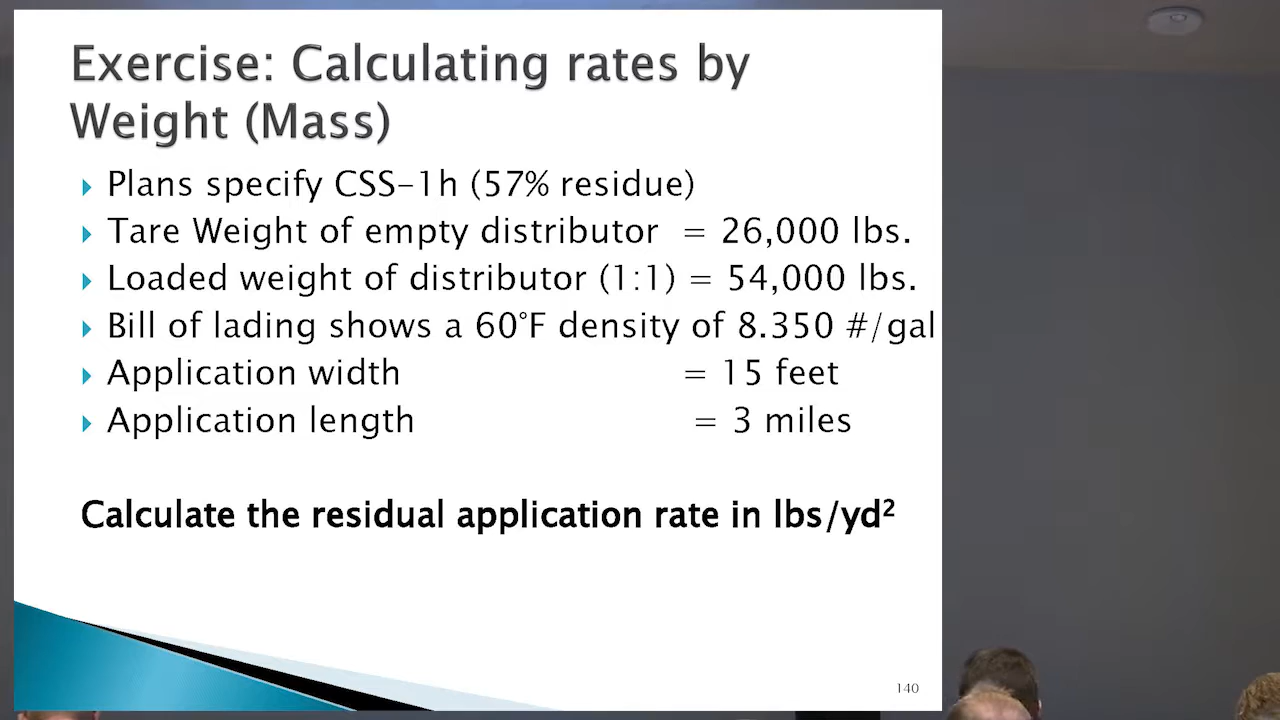 Exercise: Calculating rates by
Weight (Mass)
Plans specify CSS-1h (57% residue)
Tare Weight of empty distributor = 26,000 lbs.
Loaded weight of distributor (1:1) = 54,000 lbs.
Bill of lading shows a 60°F density of 8.350 #/gal
Application width = 15 feet
Application length = 3 miles
Calculate the residual application rate in lbs/yd²
140